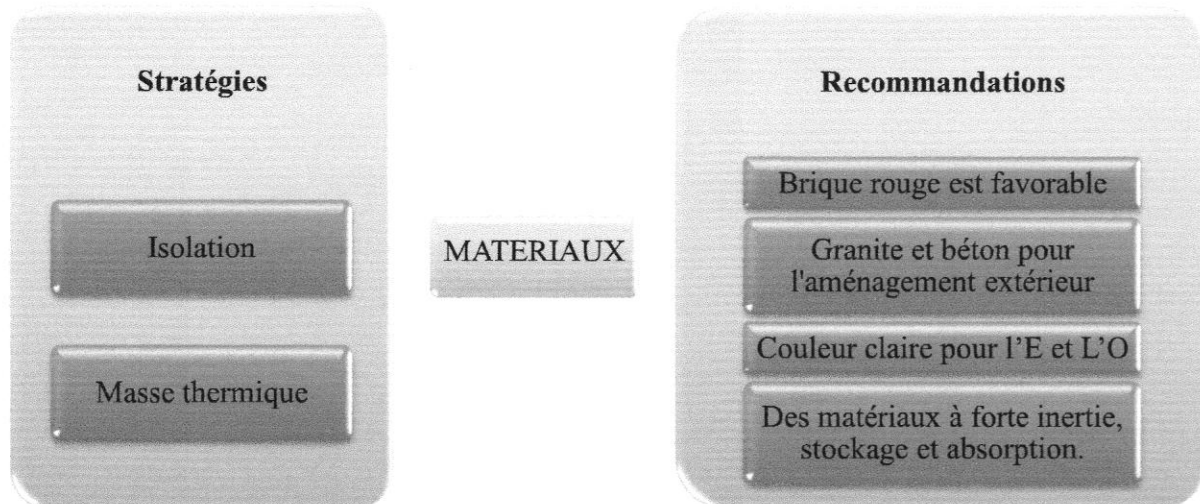 Stratégies
Isolation
Masse thermique
MATERIAUX
Recommandations
Brique rouge est favorable
Granite et béton pour
l'aménagement extérieur
Couleur claire pour l’E et L’O
Des matériaux à forte inertie,
stockage et absorption.